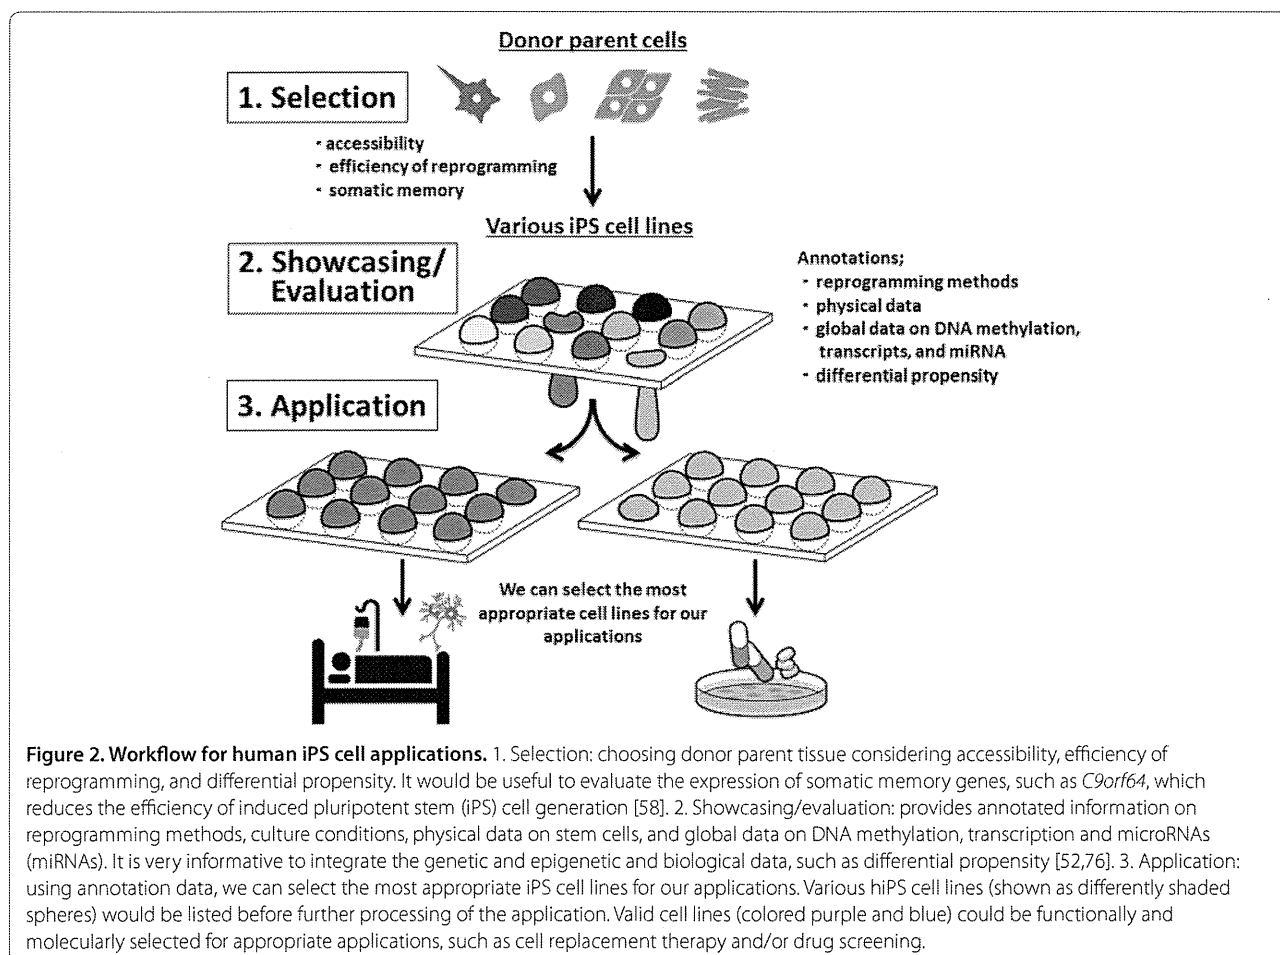 Donor parent cells
1. Selection
· accessibility
· efficiency of reprogramming
· somatic memory
Various iPS cell lines
2. Showcasing/
Evaluation
Annotations;
· reprogramming methods
· physical data
· global data on DNA methylation,
transcripts, and miRNA
· differential propensity
3. Application
We can select the most
appropriate cell lines for our
applications
Figure 2. Workflow for human iPS cell applications. 1. Selection: choosing donor parent tissue considering accessibility, efficiency of
reprogramming, and differential propensity. It would be useful to evaluate the expression of somatic memory genes, such as C9orf64, which
reduces the efficiency of induced pluripotent stem (iPS) cell generation [58]. 2. Showcasing/evaluation: provides annotated information on
reprogramming methods, culture conditions, physical data on stem cells, and global data on DNA methylation, transcription and microRNAs
(miRNAs). It is very informative to integrate the genetic and epigenetic and biological data, such as differential propensity [52,76]. 3. Application:
using annotation data, we can select the most appropriate iPS cell lines for our applications. Various hiPS cell lines (shown as differently shaded
spheres) would be listed before further processing of the application. Valid cell lines (colored purple and blue) could be functionally and
molecularly selected for appropriate applications, such as cell replacement therapy and/or drug screening.